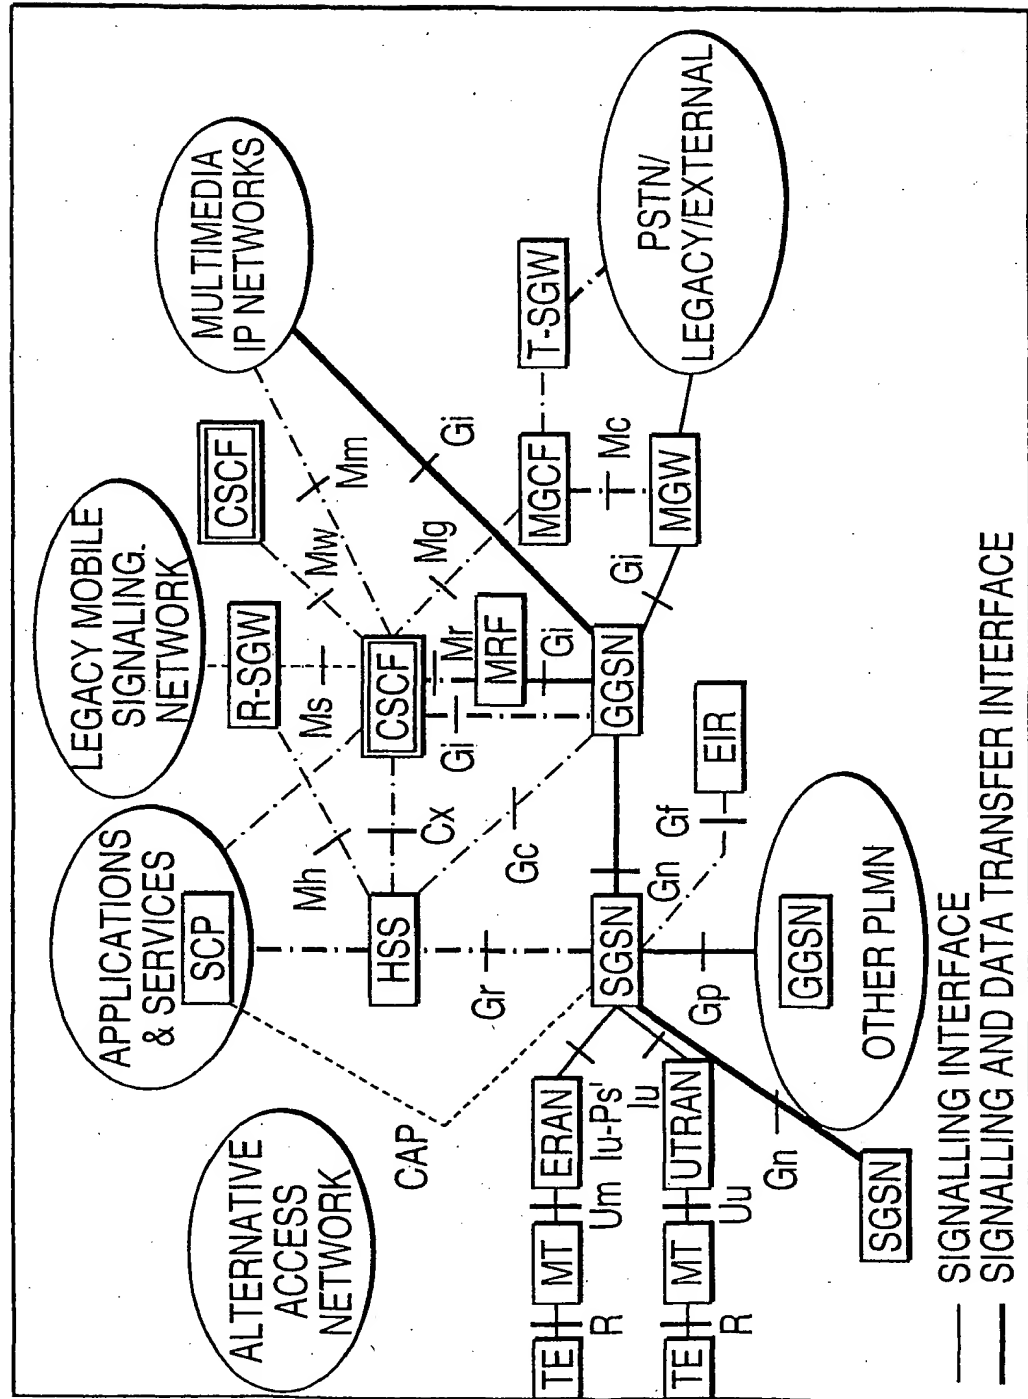 ALTERNATIVE
ACCESS
NETWORK
APPLICATIONS
& SERVICES
SCP
LEGACY MOBILE
SIGNALING.
NETWORK
R-SGW
CSCF
MULTIMEDIA
IP NETWORKS
CAP
Mh
Ms
Mw
Mm
HSS
Cx
CSCF
Gr
Gc
Gi
Mr
Mg
Gi
MRF
Gi
MGCF
T-SGW
Mc
TE
R
MT
Um
ERAN
Iu-Ps'
Iu
SGSN
Gn
GGSN
Gi
MGW
PSTN/
LEGACY/EXTERNAL
TE
R
MT
Uu
UTRAN
Gp
Gf
EIR
Gn
SGSN
GGSN
OTHER PLMN
SIGNALLING INTERFACE
SIGNALLING AND DATA TRANSFER INTERFACE